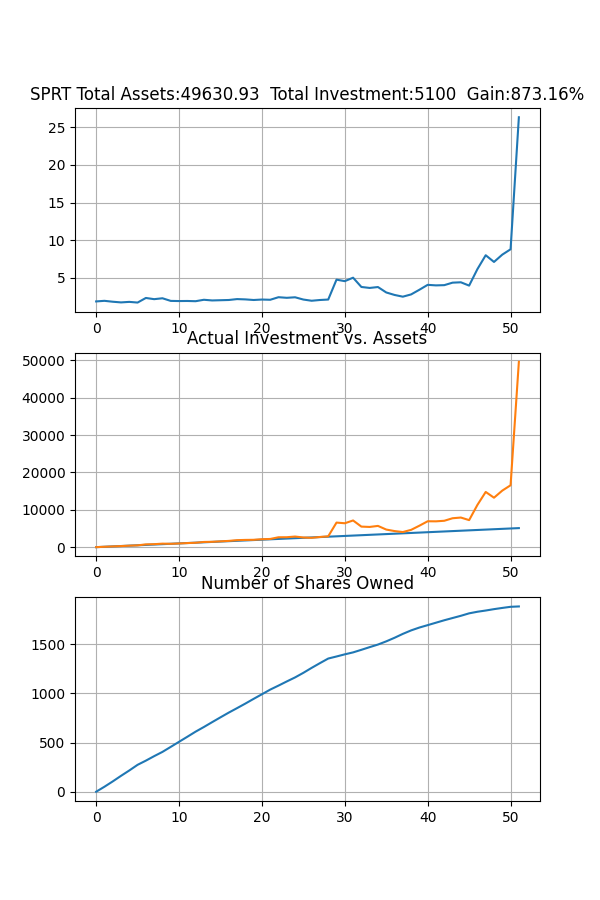 SPRT Total Assets:49630.93  Total Investment:5100  Gain:873.16%
25
20
15
10
5
0 10 20 30 40 50
Actual Investment vs. Assets
50000
40000
30000
20000
10000
0
0 10 20 30 40 50
Number of Shares Owned
1500
1000
500
0
0 10 20 30 40 50